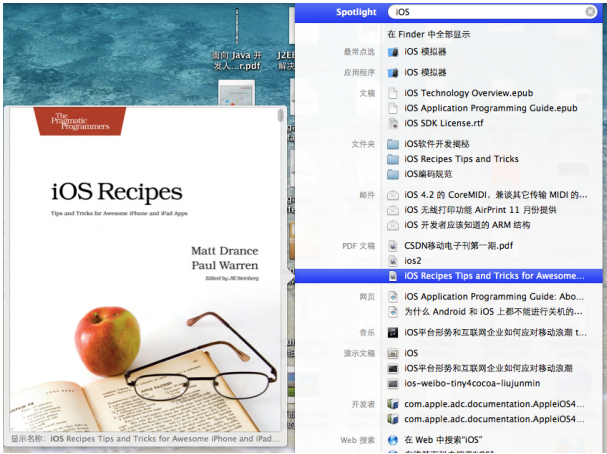 Spotlight
iOS
在 Finder 中全部显示
最常点选
iOS 模拟器
应用程序
iOS 模拟器
文稿
iOS Technology Overview.epub
iOS Application Programming Guide.epub
iOS SDK License.rtf
文件夹
iOS软件开发揭秘
iOS Recipes Tips and Tricks
iOS编码规范
邮件
iOS 4.2 的 CoreMIDI，兼谈其它传输 MIDI 的...
iOS 无线打印功能 AirPrint 11 月份提供
iOS 开发者应该知道的 ARM 结构
PDF 文稿
CSDN移动电子刊第一期.pdf
ios2
iOS Recipes Tips and Tricks for Awesome...
网页
iOS Application Programming Guide: Abo...
为什么 Android 和 iOS 上都不能进行关机的...
音乐
iOS平台形势和互联网企业如何应对移动浪潮 t...
演示文稿
iOS
iOS平台形势和互联网企业如何应对移动浪潮
ios-weibo-tiny4cocoa-liujunmin
开发者
com.apple.adc.documentation.AppleiOS4...
com.apple.adc.documentation.AppleiOS4...
Web 搜索
在 Web 中搜索"iOS"
面向 Java 开
发人...r.pdf
J2EE
解决
The
Pragmatic
Programmers
iOS Recipes
Tips and Tricks for Awesome iPhone and iPad Apps
Matt Drance
Paul Warren
Edited by Jill Steinberg
显示名称: iOS Recipes Tips and Tricks for Awesome iPhone and iPad...